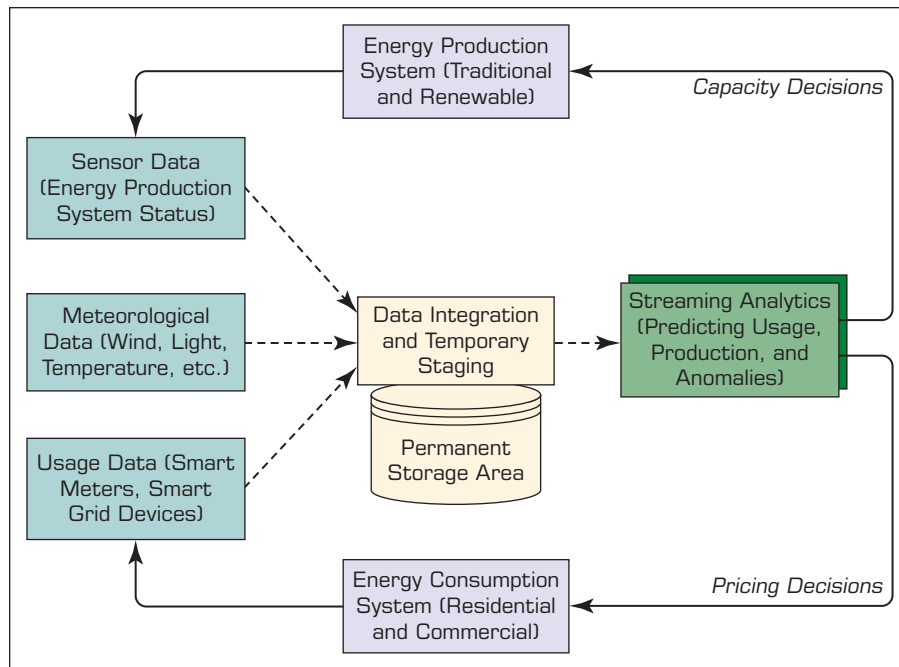 Energy Production
System (Traditional
and Renewable)
Capacity Decisions
Sensor Data
(Energy Production
System Status)
Meteorological
Data (Wind, Light,
Temperature, etc.)
Data Integration
and Temporary
Staging
Permanent
Storage Area
Streaming Analytics
(Predicting Usage,
Production, and
Anomalies)
Usage Data (Smart
Meters, Smart
Grid Devices)
Energy Consumption
System (Residential
and Commercial)
Pricing Decisions